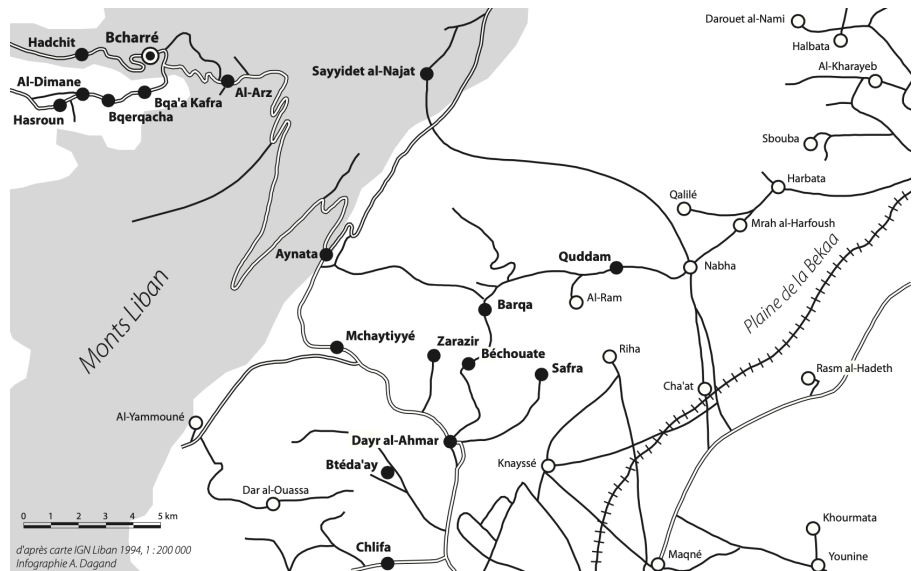 Darouet al-Nami
Hadchit
Bcharré
Halbata
Al-Kharayeb
Sayyidet al-Najat
Al-Dimane
Al-Arz
Bqa'a Kafra
Hasroun
Bqerqacha
Sbouba
Harbata
Qalilé
Mrah al-Harfoush
Aynata
Quddam
Nabha
Plaine de la Bekaa
Al-Ram
Barqa
Monts Liban
Mchaytiyyé
Zarazir
Béchouate
Riha
Safra
Rasm al-Hadeth
Cha'at
Al-Yammouné
Dayr al-Ahmar
Btéda'ay
Knayssé
Dar al-Ouassa
0 1 2 3 4 5 km
Khourmata
d'après carte IGN Liban 1994, 1 : 200 000
Infographie A. Dagand
Chlifa
Maqné
Younine